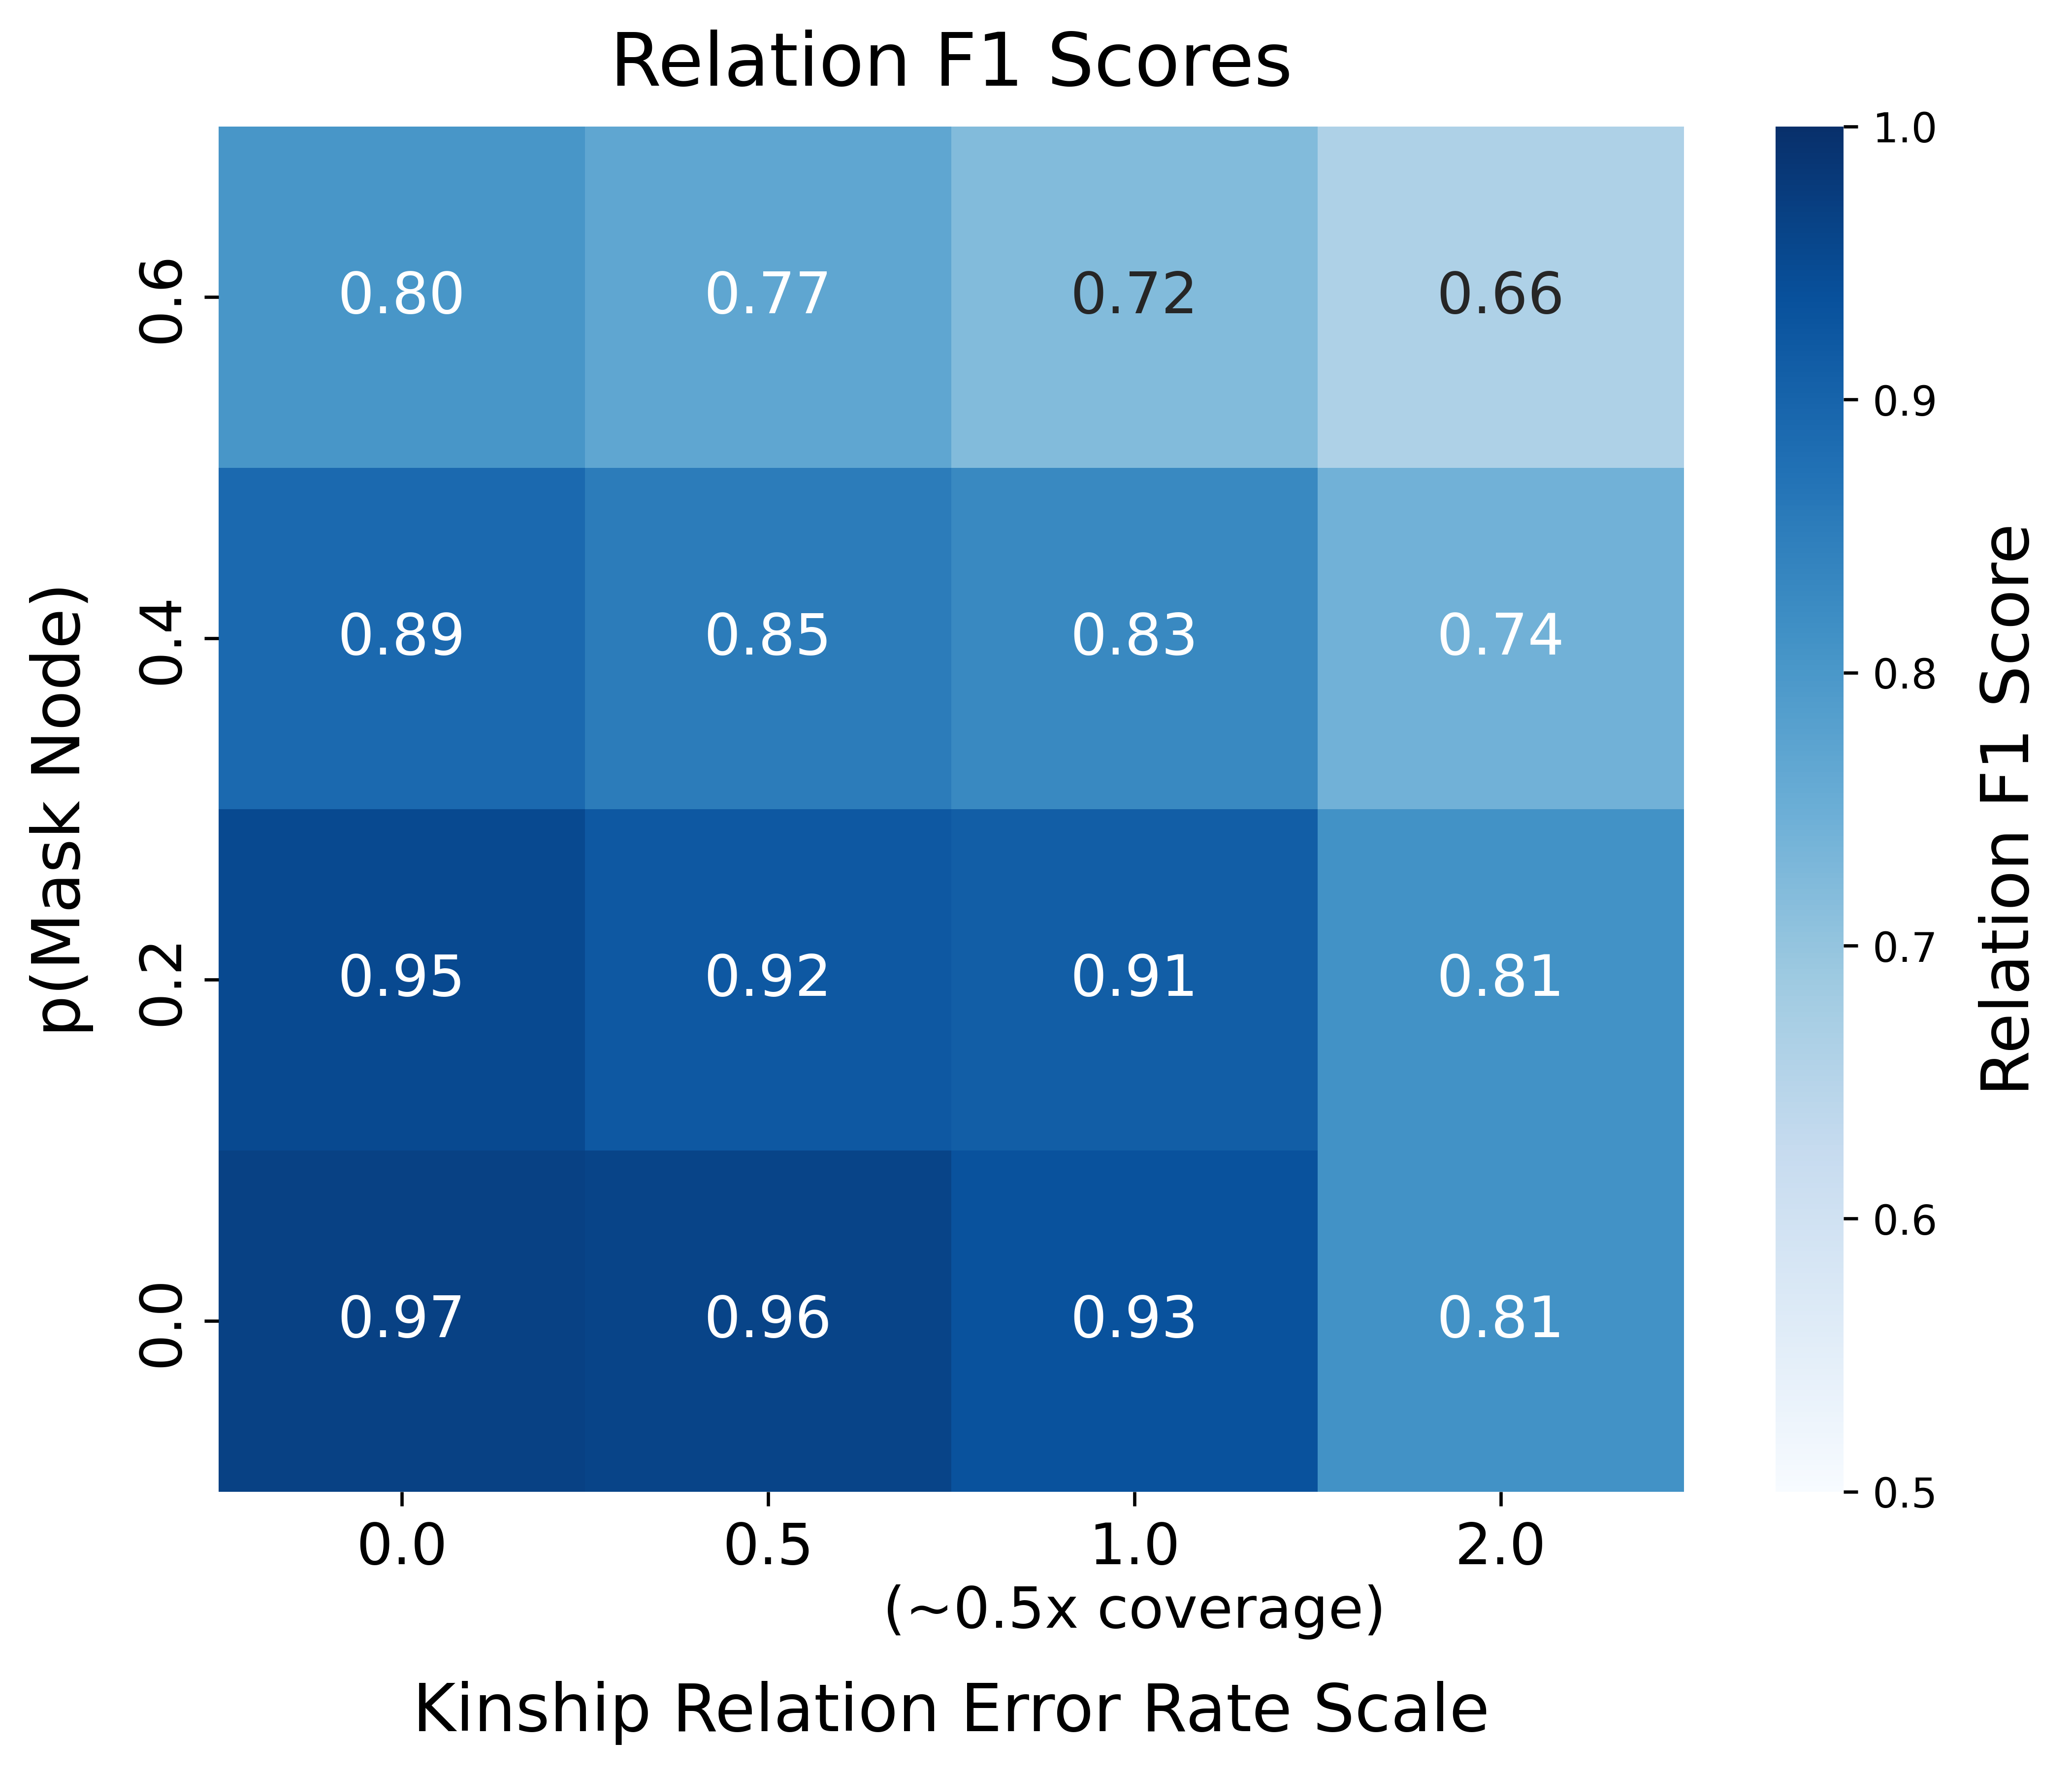 Relation F1 Scores
p(Mask Node)
0.6
0.80 0.77 0.72 0.66
0.4
0.89 0.85 0.83 0.74
0.2
0.95 0.92 0.91 0.81
0.0
0.97 0.96 0.93 0.81
0.0 0.5 1.0 2.0
(~0.5x coverage)
Kinship Relation Error Rate Scale
1.0
0.9
0.8
0.7
0.6
0.5
Relation F1 Score